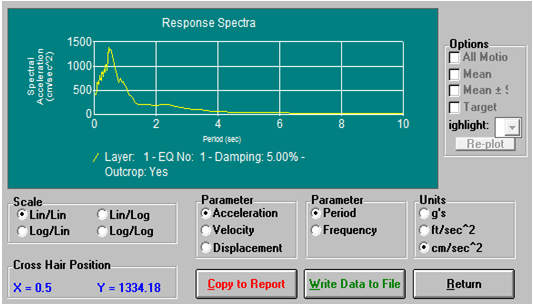 Response Spectra
Spectral
Acceleration
(cm/sec^2)
1500
1000
500
0
0 2 4 6 8 10
Period (sec)
Layer: 1 - EQ No: 1 - Damping: 5.00% -
Outcrop: Yes
Options
All Motio
Mean
Mean ± S
Target
ighlight:
Re-plot
Scale
Lin/Lin
Lin/Log
Log/Lin
Log/Log
Parameter
Acceleration
Velocity
Displacement
Parameter
Period
Frequency
Units
g's
ft/sec^2
cm/sec^2
Cross Hair Position
X = 0.5 Y = 1334.18
Copy to Report
Write Data to File
Return